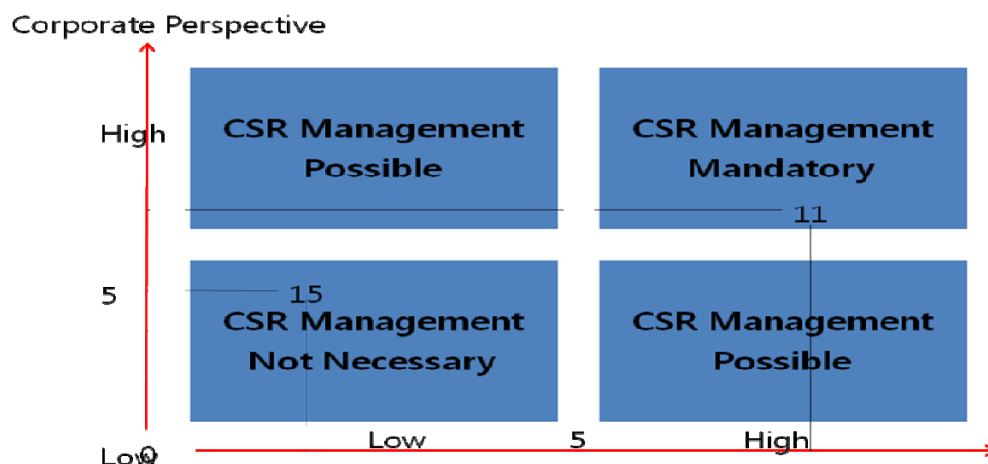 Corporate Perspective
High
CSR Management
Possible
CSR Management
Mandatory
11
5
15
CSR Management
Not Necessary
CSR Management
Possible
Low
0
Low
5
High